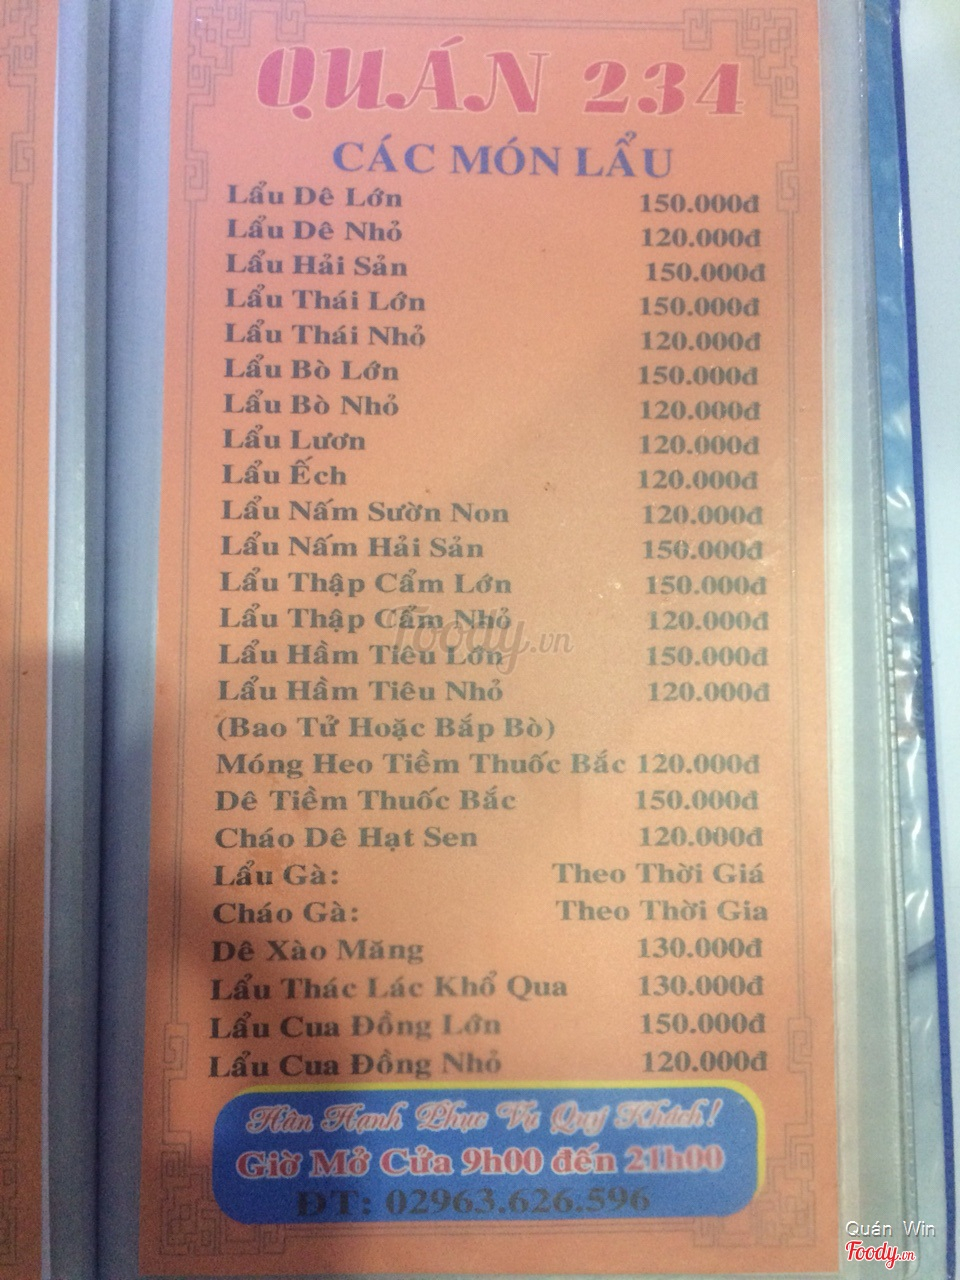 QUÁN 234
CÁC MÓN LẨU
Lẩu Dê Lớn 150.000đ
Lẩu Dê Nhỏ 120.000đ
Lẩu Hải Sản 150.000đ
Lẩu Thái Lớn 150.000đ
Lẩu Thái Nhỏ 120.000đ
Lẩu Bò Lớn 150.000đ
Lẩu Bò Nhỏ 120.000đ
Lẩu Lươn 120.000đ
Lẩu Ếch 120.000đ
Lẩu Nấm Sườn Non 120.000đ
Lẩu Nấm Hải Sản 150.000đ
Lẩu Thập Cẩm Lớn 150.000đ
Lẩu Thập Cẩm Nhỏ 120.000đ
Foody.vn
Lẩu Hầm Tiêu Lớn 150.000đ
Lẩu Hầm Tiêu Nhỏ 120.000đ
(Bao Tử Hoặc Bắp Bò)
Móng Heo Tiềm Thuốc Bắc 120.000đ
Dê Tiềm Thuốc Bắc 150.000đ
Cháo Dê Hạt Sen 120.000đ
Lẩu Gà: Theo Thời Giá
Cháo Gà: Theo Thời Gia
Dê Xào Măng 130.000đ
Lẩu Thác Lác Khổ Qua 130.000đ
Lẩu Cua Đồng Lớn 150.000đ
Lẩu Cua Đồng Nhỏ 120.000đ
Hân Hạnh Phục Vụ Quý Khách!
Giờ Mở Cửa 9h00 đến 21h00
ĐT: 02963.626.596
Quán Win
Foody.vn